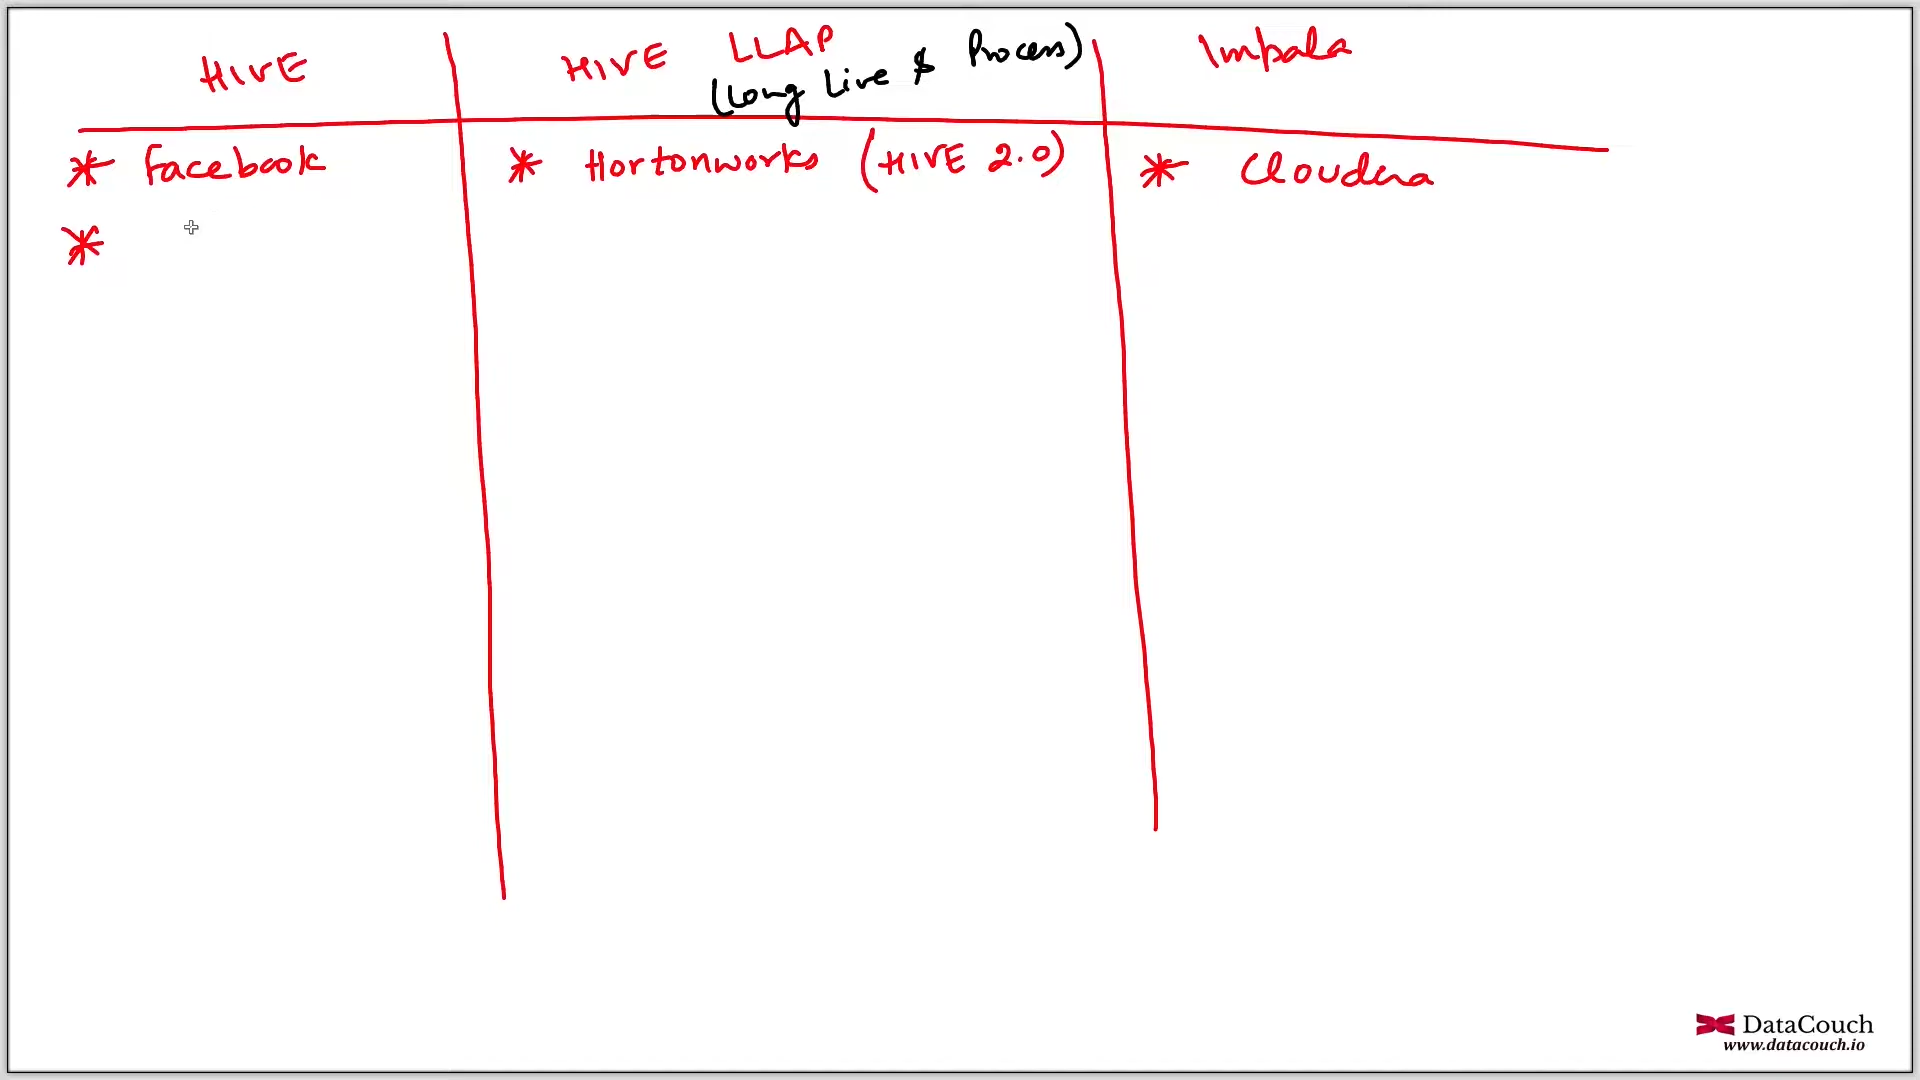 HIVE
HIVE LLAP
(Long Live & Process)
Impala
* Facebook
* Hortonworks (HIVE 2.0)
* Cloudera
*
DataCouch
www.datacouch.io